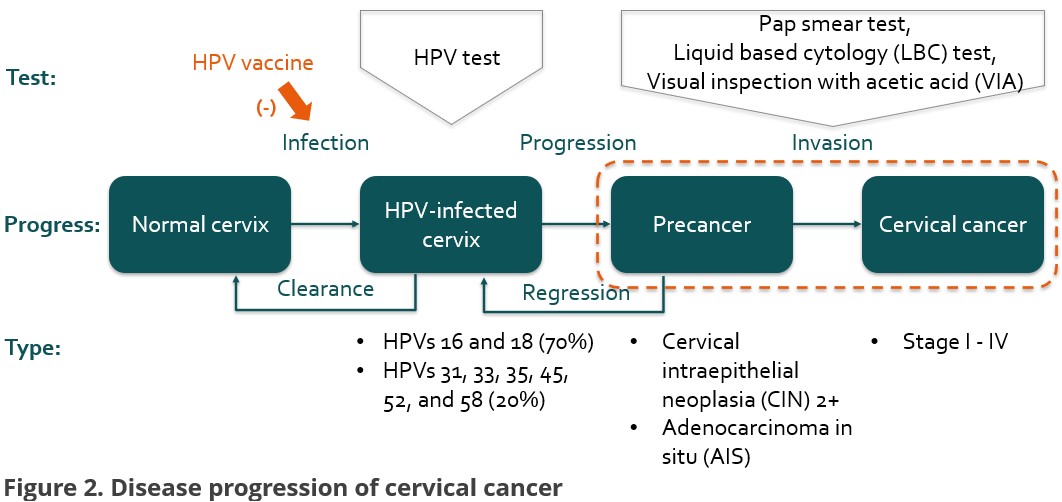 Test:
HPV vaccine
(-)
HPV test
Pap smear test,
Liquid based cytology (LBC) test,
Visual inspection with acetic acid (VIA)
Infection
Progression
Invasion
Progress:
Normal cervix
HPV-infected
cervix
Precancer
Cervical cancer
Clearance
Regression
Type:
• HPVs 16 and 18 (70%)
• HPVs 31, 33, 35, 45,
52, and 58 (20%)
• Cervical
intraepithelial
neoplasia (CIN) 2+
• Adenocarcinoma in
situ (AIS)
• Stage I - IV
Figure 2. Disease progression of cervical cancer